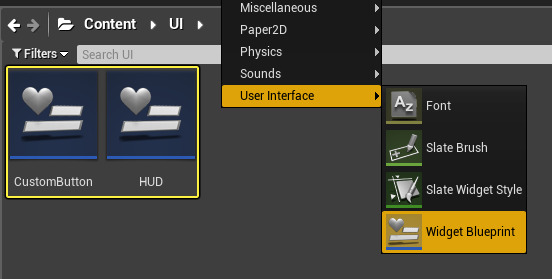 Content UI
Filters Search UI
CustomButton HUD
Miscellaneous
Paper2D
Physics
Sounds
User Interface
Font
Slate Brush
Slate Widget Style
Widget Blueprint